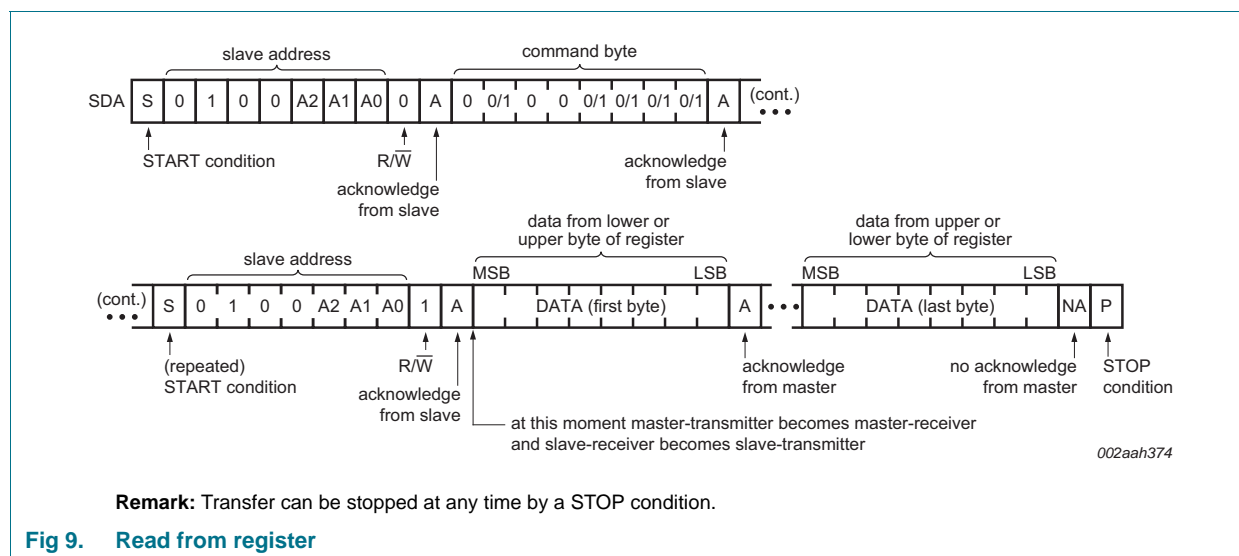 slave address
command byte
SDA S 0 1 0 0 A2 A1 A0 0 A 0 0/1 0 0 0/1 0/1 0/1 0/1 A (cont.)
START condition
R/W
acknowledge
from slave
acknowledge
from slave
slave address
data from lower or
upper byte of register
data from upper or
lower byte of register
MSB LSB MSB LSB
(cont.) S 0 1 0 0 A2 A1 A0 1 A DATA (first byte) A DATA (last byte) NA P
(repeated)
START condition
R/W
acknowledge
from slave
acknowledge
from master
no acknowledge
from master
STOP
condition
at this moment master-transmitter becomes master-receiver
and slave-receiver becomes slave-transmitter
002aah374
Remark: Transfer can be stopped at any time by a STOP condition.
Fig 9. Read from register